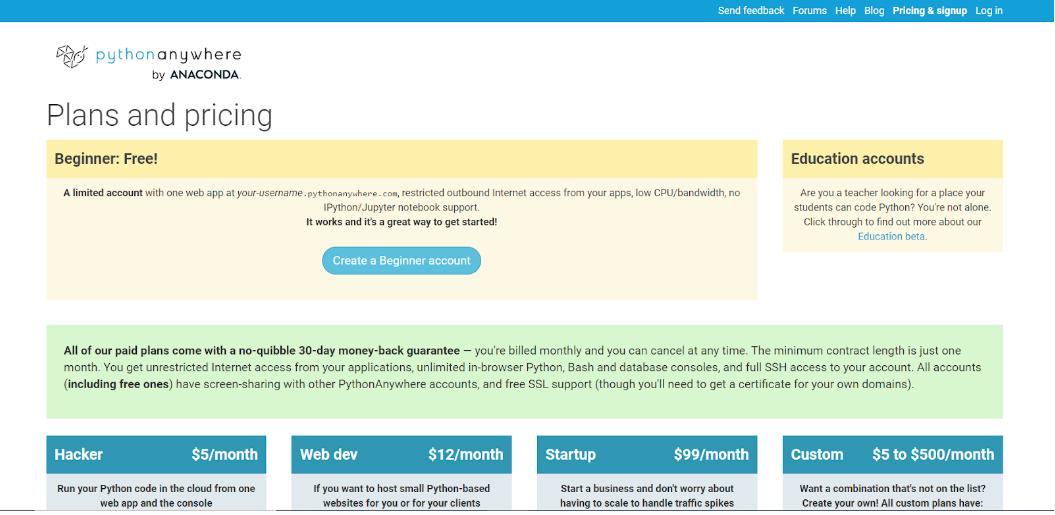 Send feedback Forums Help Blog Pricing & signup Log in
pythonanywhere
by ANACONDA.
Plans and pricing
Beginner: Free!
A limited account with one web app at your-username.pythonanywhere.com, restricted outbound Internet access from your apps, low CPU/bandwidth, no
IPython/Jupyter notebook support.
It works and it's a great way to get started!
Create a Beginner account
Education accounts
Are you a teacher looking for a place your
students can code Python? You're not alone.
Click through to find out more about our
Education beta.
All of our paid plans come with a no-quibble 30-day money-back guarantee — you're billed monthly and you can cancel at any time. The minimum contract length is just one
month. You get unrestricted Internet access from your applications, unlimited in-browser Python, Bash and database consoles, and full SSH access to your account. All accounts
(including free ones) have screen-sharing with other PythonAnywhere accounts, and free SSL support (though you'll need to get a certificate for your own domains).
Hacker $5/month
Run your Python code in the cloud from one
web app and the console
Web dev $12/month
If you want to host small Python-based
websites for you or for your clients
Startup $99/month
Start a business and don't worry about
having to scale to handle traffic spikes
Custom $5 to $500/month
Want a combination that's not on the list?
Create your own! All custom plans have: